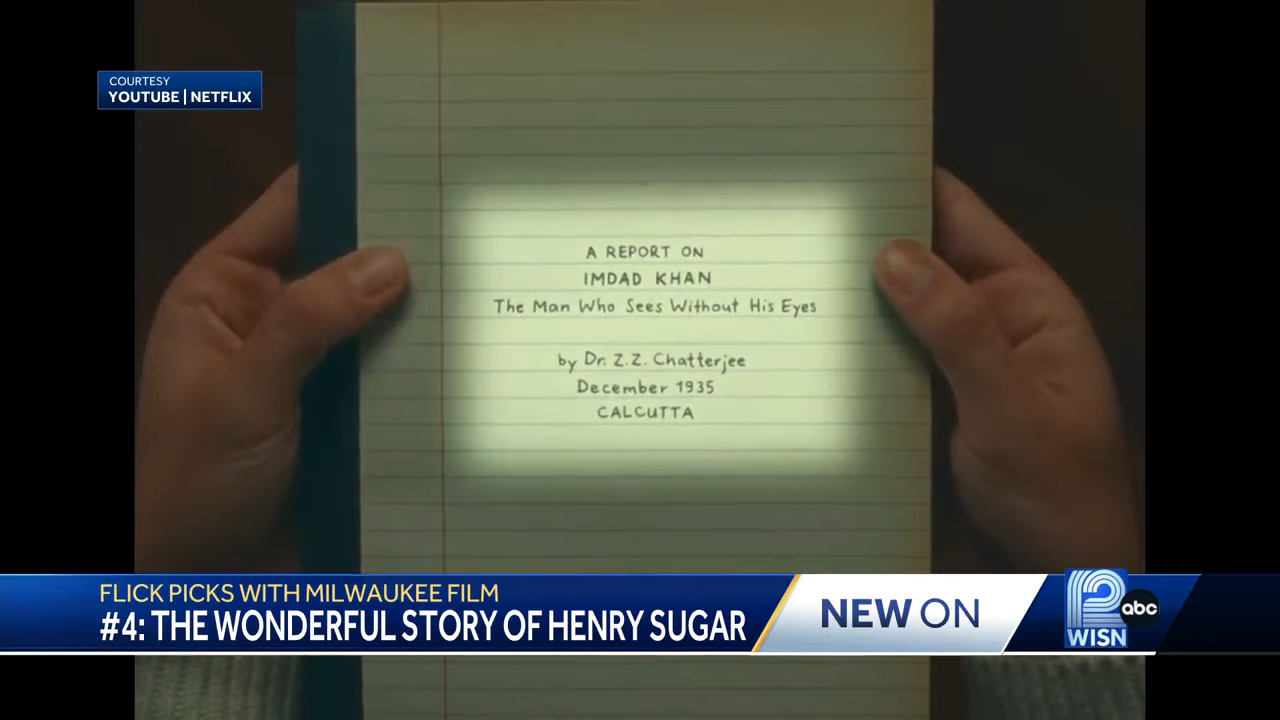 COURTESY
YOUTUBE | NETFLIX
A REPORT ON
IMDAD KHAN
The Man Who Sees Without His Eyes
by Dr. Z.Z. Chatterjee
December 1935
CALCUTTA
FLICK PICKS WITH MILWAUKEE FILM
#4: THE WONDERFUL STORY OF HENRY SUGAR
NEW ON
12
abc
WISN